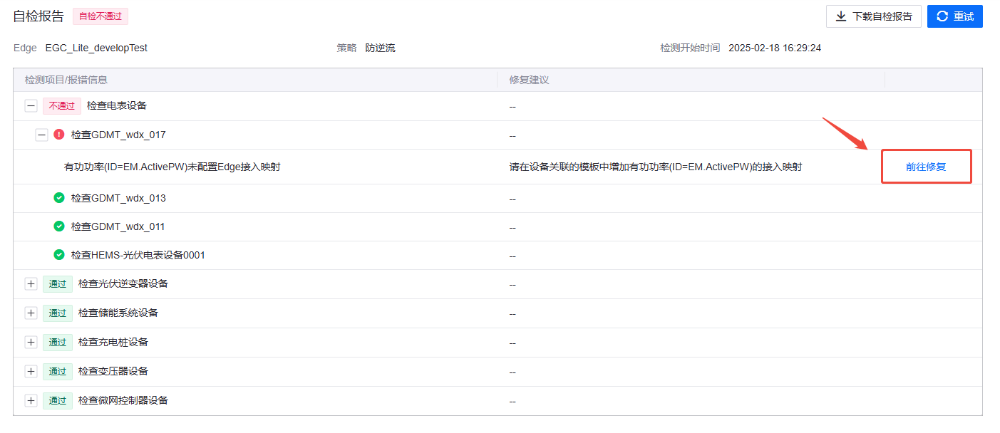 自检报告 自检不通过 下载自检报告 重试
Edge EGC_Lite_developTest 策略 防逆流 检测开始时间 2025-02-18 16:29:24
检测项目/报错信息 修复建议
不通过 检查电表设备 --
检查GDMT_wdx_017 --
有功功率(ID=EM.ActivePW)未配置Edge接入映射 请在设备关联的模板中增加有功功率(ID=EM.ActivePW)的接入映射 前往修复
检查GDMT_wdx_013 --
检查GDMT_wdx_011 --
检查HEMS-光伏电表设备0001 --
通过 检查光伏逆变器设备 --
通过 检查储能系统设备 --
通过 检查充电桩设备 --
通过 检查变压器设备 --
通过 检查微网控制器设备 --